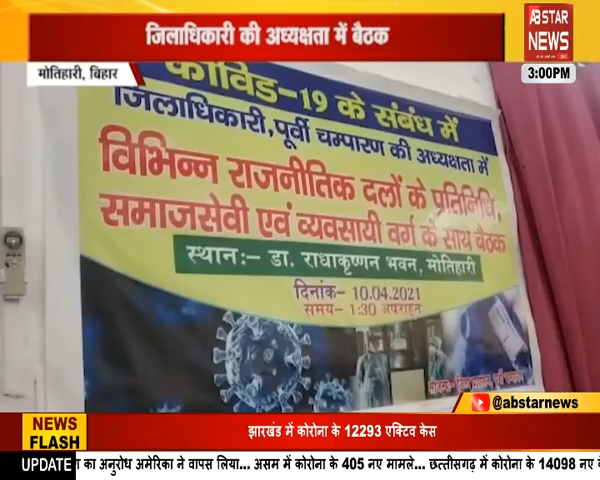 जिलाधिकारी की अध्यक्षता में बैठक
ABSTAR
NEWS
मोतिहारी, बिहार
3:00PM
कोविड-19 के संबंध में
जिलाधिकारी, पूर्वी चम्पारण की अध्यक्षता में
विभिन्न राजनीतिक दलों के प्रतिनिधि,
समाजसेवी एवं व्यवसायी वर्ग के साथ बैठक
स्थानः- डा. राधाकृष्णन भवन, मोतिहारी
दिनांक- 10.04.2021
समय- 1:30 अपराहन
@abstarnews
NEWS
FLASH
झारखंड में कोरोना के 12293 एक्टिव केस
UPDATE
का अनुरोध अमेरिका ने वापस लिया... असम में कोरोना के 405 नए मामले... छत्तीसगढ़ में कोरोना के 14098 नए